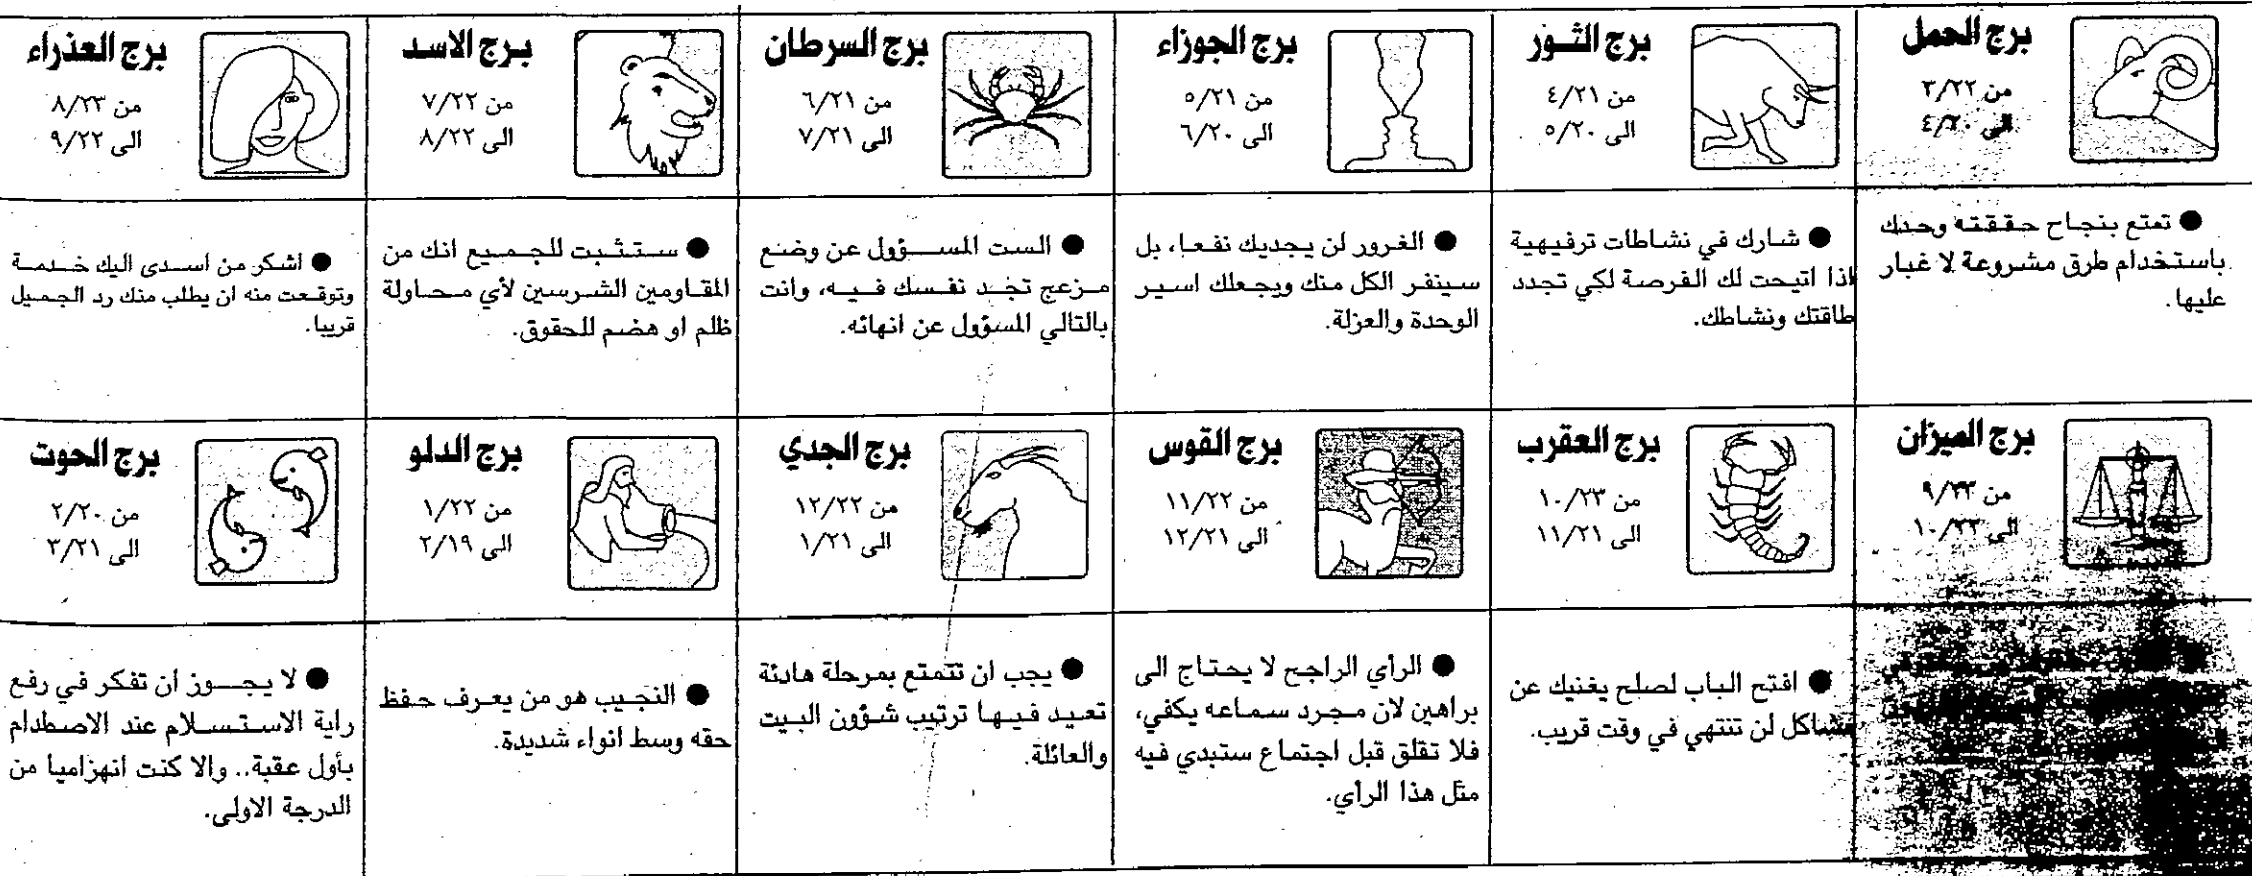 برج الحمل
من ٣/٢٢
الى ٤/٢٠
● تمتع بنجاح حققته وحدك
باستخدام طرق مشروعة لا غبار
عليها.
برج الثور
من ٤/٢١
الى ٥/٢٠
● شارك في نشاطات ترفيهية
اذا اتيحت لك الفرصة لكي تجدد
طاقتك ونشاطك.
برج الجوزاء
من ٥/٢١
الى ٦/٢٠
● الغرور لن يجديك نفعا، بل
سينفر الكل منك ويجعلك اسير
الوحدة والعزلة.
برج السرطان
من ٦/٢١
الى ٧/٢١
● الست المسؤول عن وضع
مزعج تجد نفسك فيه، وانت
بالتالي المسؤول عن انهائه.
برج الاسد
من ٧/٢٢
الى ٨/٢٢
● ستثبت للجميع انك من
المقاومين الشرسين لأي محاولة
ظلم او هضم للحقوق.
برج العذراء
من ٨/٢٣
الى ٩/٢٢
● اشكر من اسدى اليك خدمة
وتوقعت منه ان يطلب منك رد الجميل
قريبا.
برج الميزان
من ٩/٢٣
الى ١٠/٢٢
برج العقرب
من ١٠/٢٣
الى ١١/٢١
● افتح الباب لصلح يغنيك عن
مشاكل لن تنتهي في وقت قريب.
برج القوس
من ١١/٢٢
الى ١٢/٢١
● الرأي الراجح لا يحتاج الى
براهين لان مجرد سماعه يكفي،
فلا تقلق قبل اجتماع ستبدي فيه
مثل هذا الرأي.
برج الجدي
من ١٢/٢٢
الى ١/٢١
● يجب ان تتمتع بمرحلة هادئة
تعيد فيها ترتيب شؤون البيت
والعائلة.
برج الدلو
من ١/٢٢
الى ٢/١٩
● النجيب هو من يعرف حفظ
حقه وسط انواء شديدة.
برج الحوت
من ٢/٢٠
الى ٣/٢١
● لا يجوز ان تفكر في رفع
راية الاستسلام عند الاصطدام
بأول عقبة.. والا كنت انهزاميا من
الدرجة الاولى.